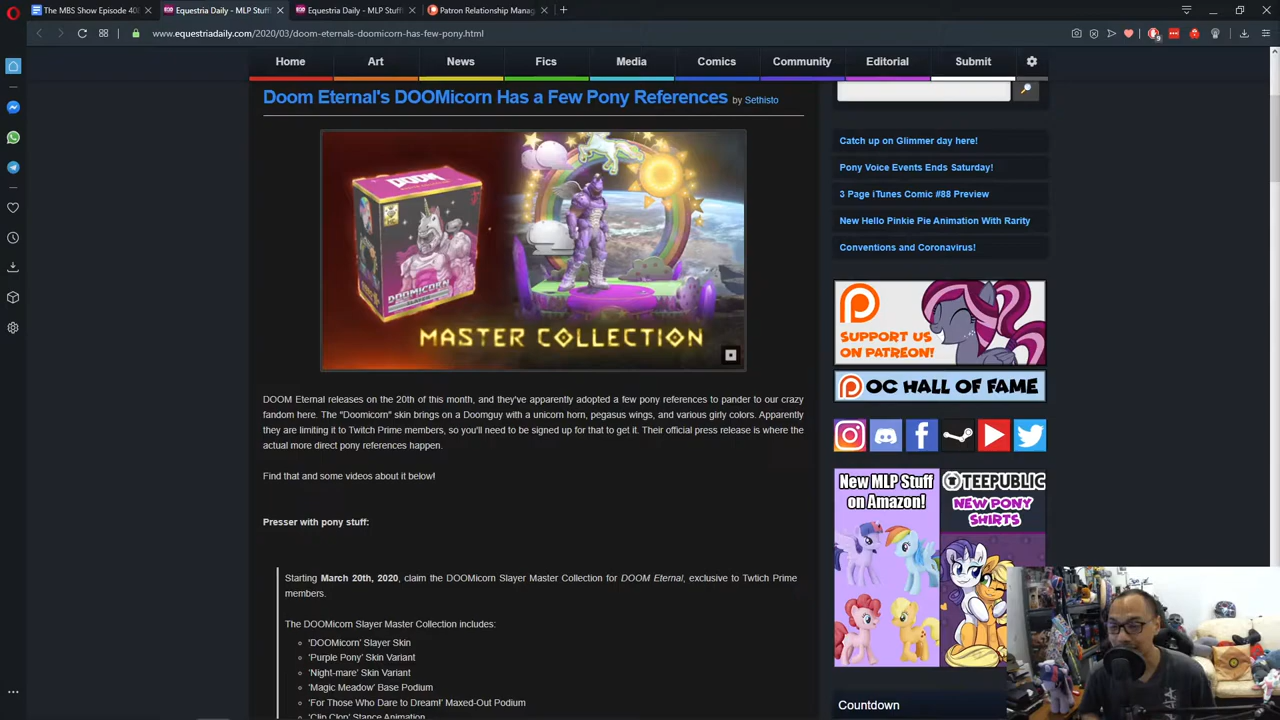 The MBS Show Episode 40
Equestria Daily - MLP Stuff
Equestria Daily - MLP Stuff
Patron Relationship Manag
www.equestriadaily.com/2020/03/doom-eternals-doomicorn-has-few-pony.html
Home
Art
News
Fics
Media
Comics
Community
Editorial
Submit
Doom Eternal's DOOMicorn Has a Few Pony References by Sethisto
DOOM
DOOMICORN
MASTER COLLECTION
DOOM Eternal releases on the 20th of this month, and they've apparently adopted a few pony references to pander to our crazy
fandom here. The "Doomicorn" skin brings on a Doomguy with a unicorn horn, pegasus wings, and various girly colors. Apparently
they are limiting it to Twitch Prime members, so you'll need to be signed up for that to get it. Their official press release is where the
actual more direct pony references happen.
Find that and some videos about it below!
Presser with pony stuff:
Starting March 20th, 2020, claim the DOOMicorn Slayer Master Collection for DOOM Eternal, exclusive to Twtich Prime
members.
The DOOMicorn Slayer Master Collection includes:
'DOOMicorn' Slayer Skin
'Purple Pony' Skin Variant
'Night-mare' Skin Variant
'Magic Meadow' Base Podium
'For Those Who Dare to Dream!' Maxed-Out Podium
'Clip Clop' Stance Animation
Catch up on Glimmer day here!
Pony Voice Events Ends Saturday!
3 Page iTunes Comic #88 Preview
New Hello Pinkie Pie Animation With Rarity
Conventions and Coronavirus!
SUPPORT US
ON PATREON!
OC HALL OF FAME
New MLP Stuff
on Amazon!
TEEPUBLIC
NEW PONY
SHIRTS
Countdown